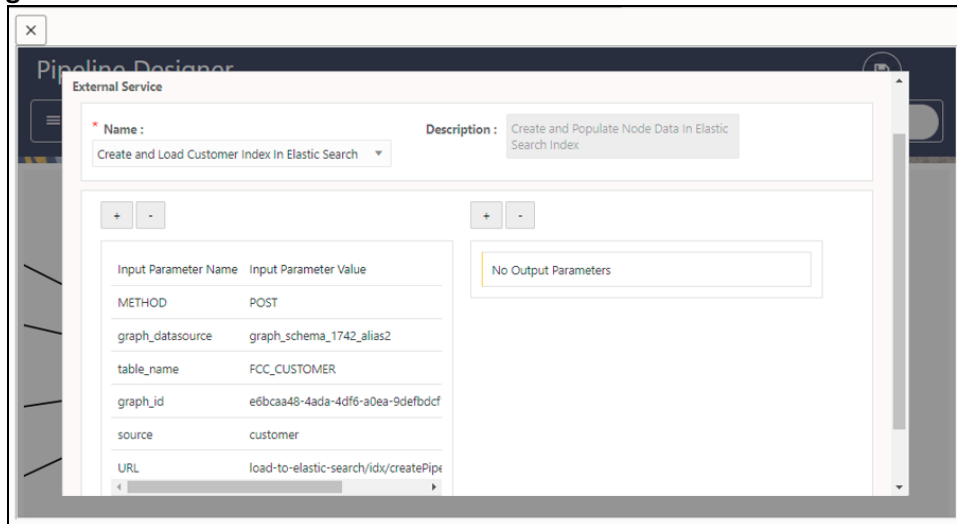 ×
Pipeline Designer
External Service
* Name :
Create and Load Customer Index In Elastic Search
Description :
Create and Populate Node Data In Elastic
Search Index
+ -
+ -
Input Parameter Name Input Parameter Value
No Output Parameters
METHOD POST
graph_datasource graph_schema_1742_alias2
table_name FCC_CUSTOMER
graph_id e6bcaa48-4ada-4df6-a0ea-9defbdcf
source customer
URL load-to-elastic-search/idx/createPipe